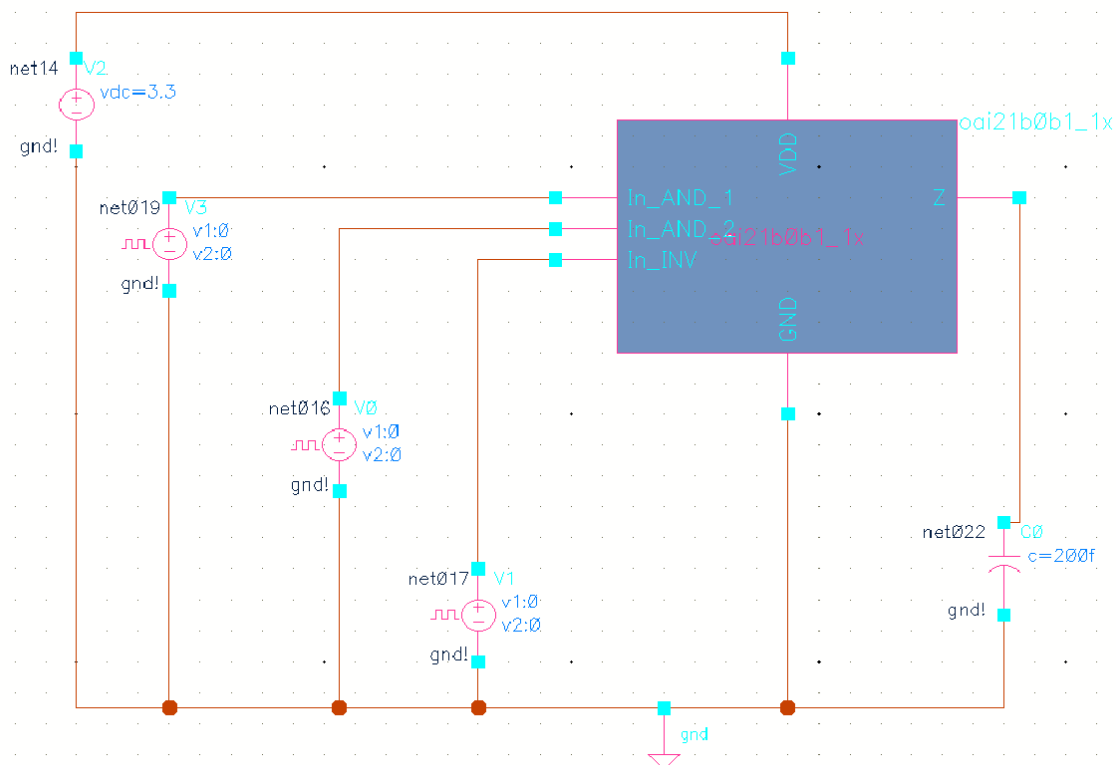 net14
V2
vdc=3.3
gnd!
oai21b0b1_1x
VDD
net019
V3
v1:0
v2:0
gnd!
In_AND_1
In_AND_2
In_INV
Z
oai21b0b1_1x
GND
net016
V0
v1:0
v2:0
gnd!
net017
V1
v1:0
v2:0
gnd!
net022
C0
c=200f
gnd!
gnd